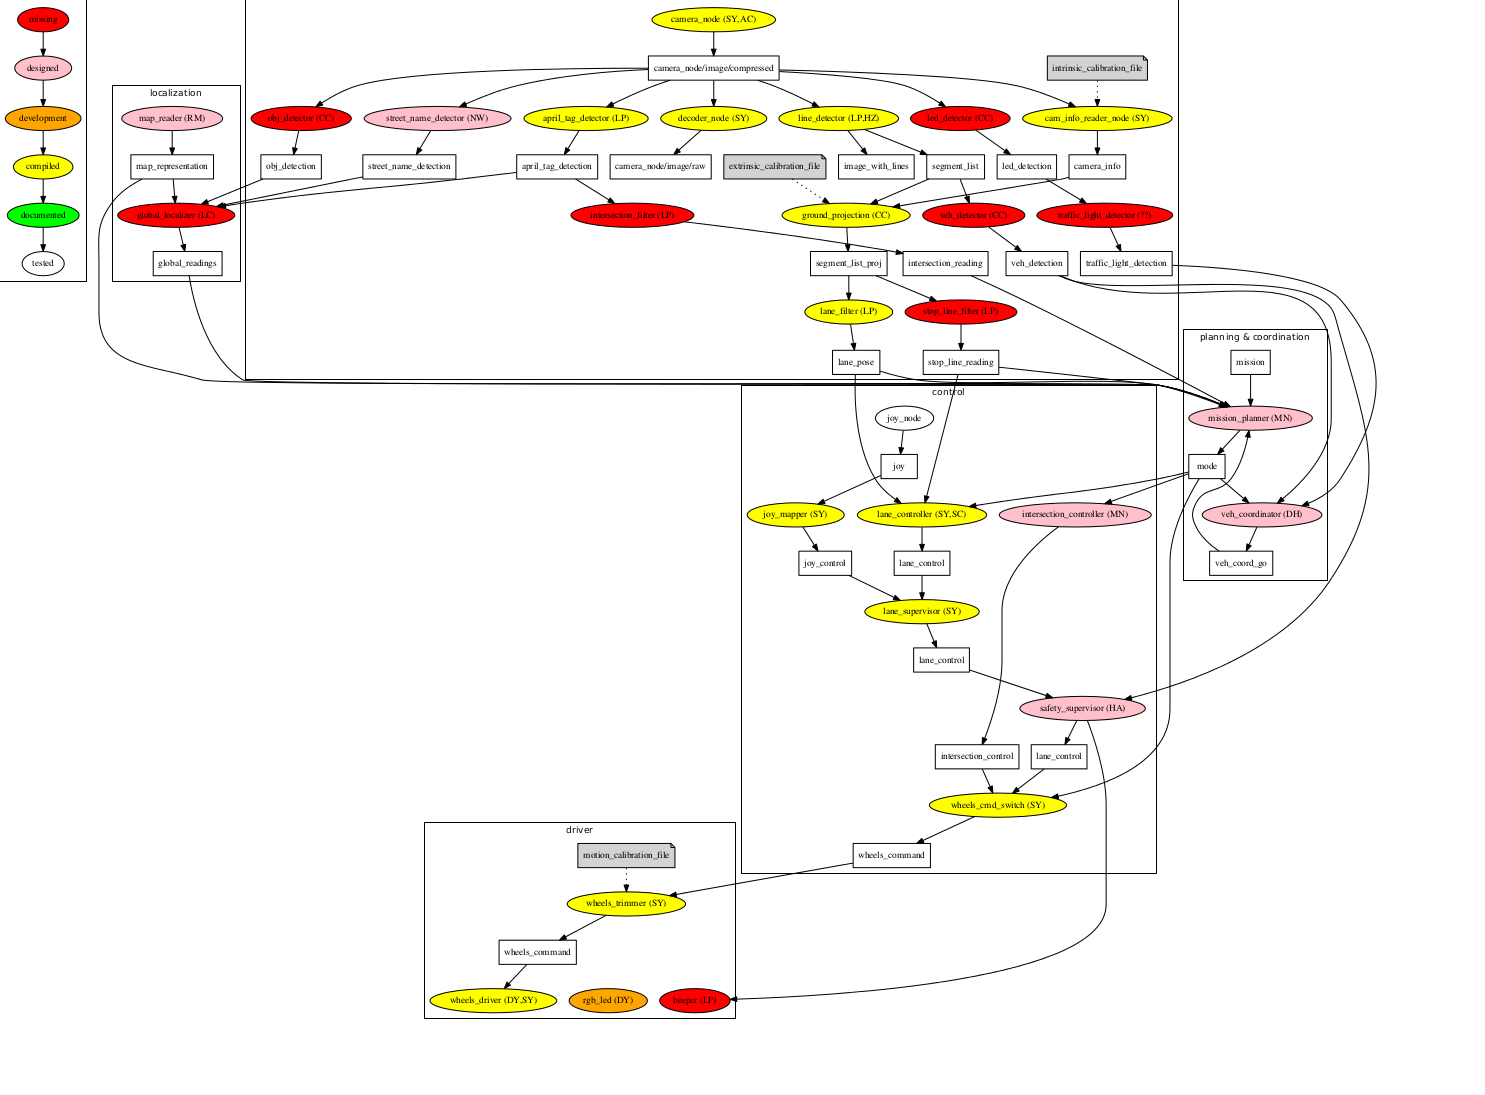 camera_node (SY,AC)
missing
camera_node/image/compressed
intrinsic_calibration_file
designed
localization
map_reader (RM)
obj_detector (CC)
street_name_detector (NW)
april_tag_detector (LP)
decoder_node (SY)
line_detector (LP,HZ)
led_detector (CC)
cam_info_reader_node (SY)
development
map_representation
obj_detection
street_name_detection
april_tag_detection
camera_node/image/raw
extrinsic_calibration_file
image_with_lines
segment_list
led_detection
camera_info
compiled
global_localizer (LC)
intersection_filter (LP)
ground_projection (CC)
veh_detector (CC)
traffic_light_detector (??)
documented
global_readings
segment_list_proj
intersection_reading
veh_detection
traffic_light_detection
tested
lane_filter (LP)
stop_line_filter (LP)
planning & coordination
lane_pose
stop_line_reading
mission
control
joy_node
mission_planner (MN)
joy
mode
joy_mapper (SY)
lane_controller (SY,SC)
intersection_controller (MN)
veh_coordinator (DH)
joy_control
lane_control
veh_coord_go
lane_supervisor (SY)
lane_control
safety_supervisor (HA)
intersection_control
lane_control
wheels_cmd_switch (SY)
driver
motion_calibration_file
wheels_command
wheels_trimmer (SY)
wheels_command
wheels_driver (DY,SY)
rgb_led (DY)
beeper (LP)